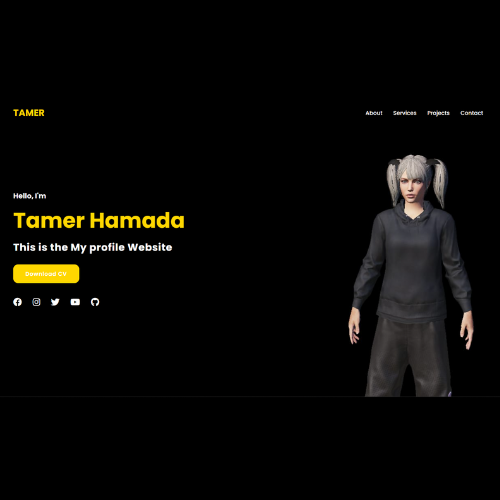 TAMER
About Services Projects Contact
Hello, I'm
Tamer Hamada
This is the My profile Website
Download CV